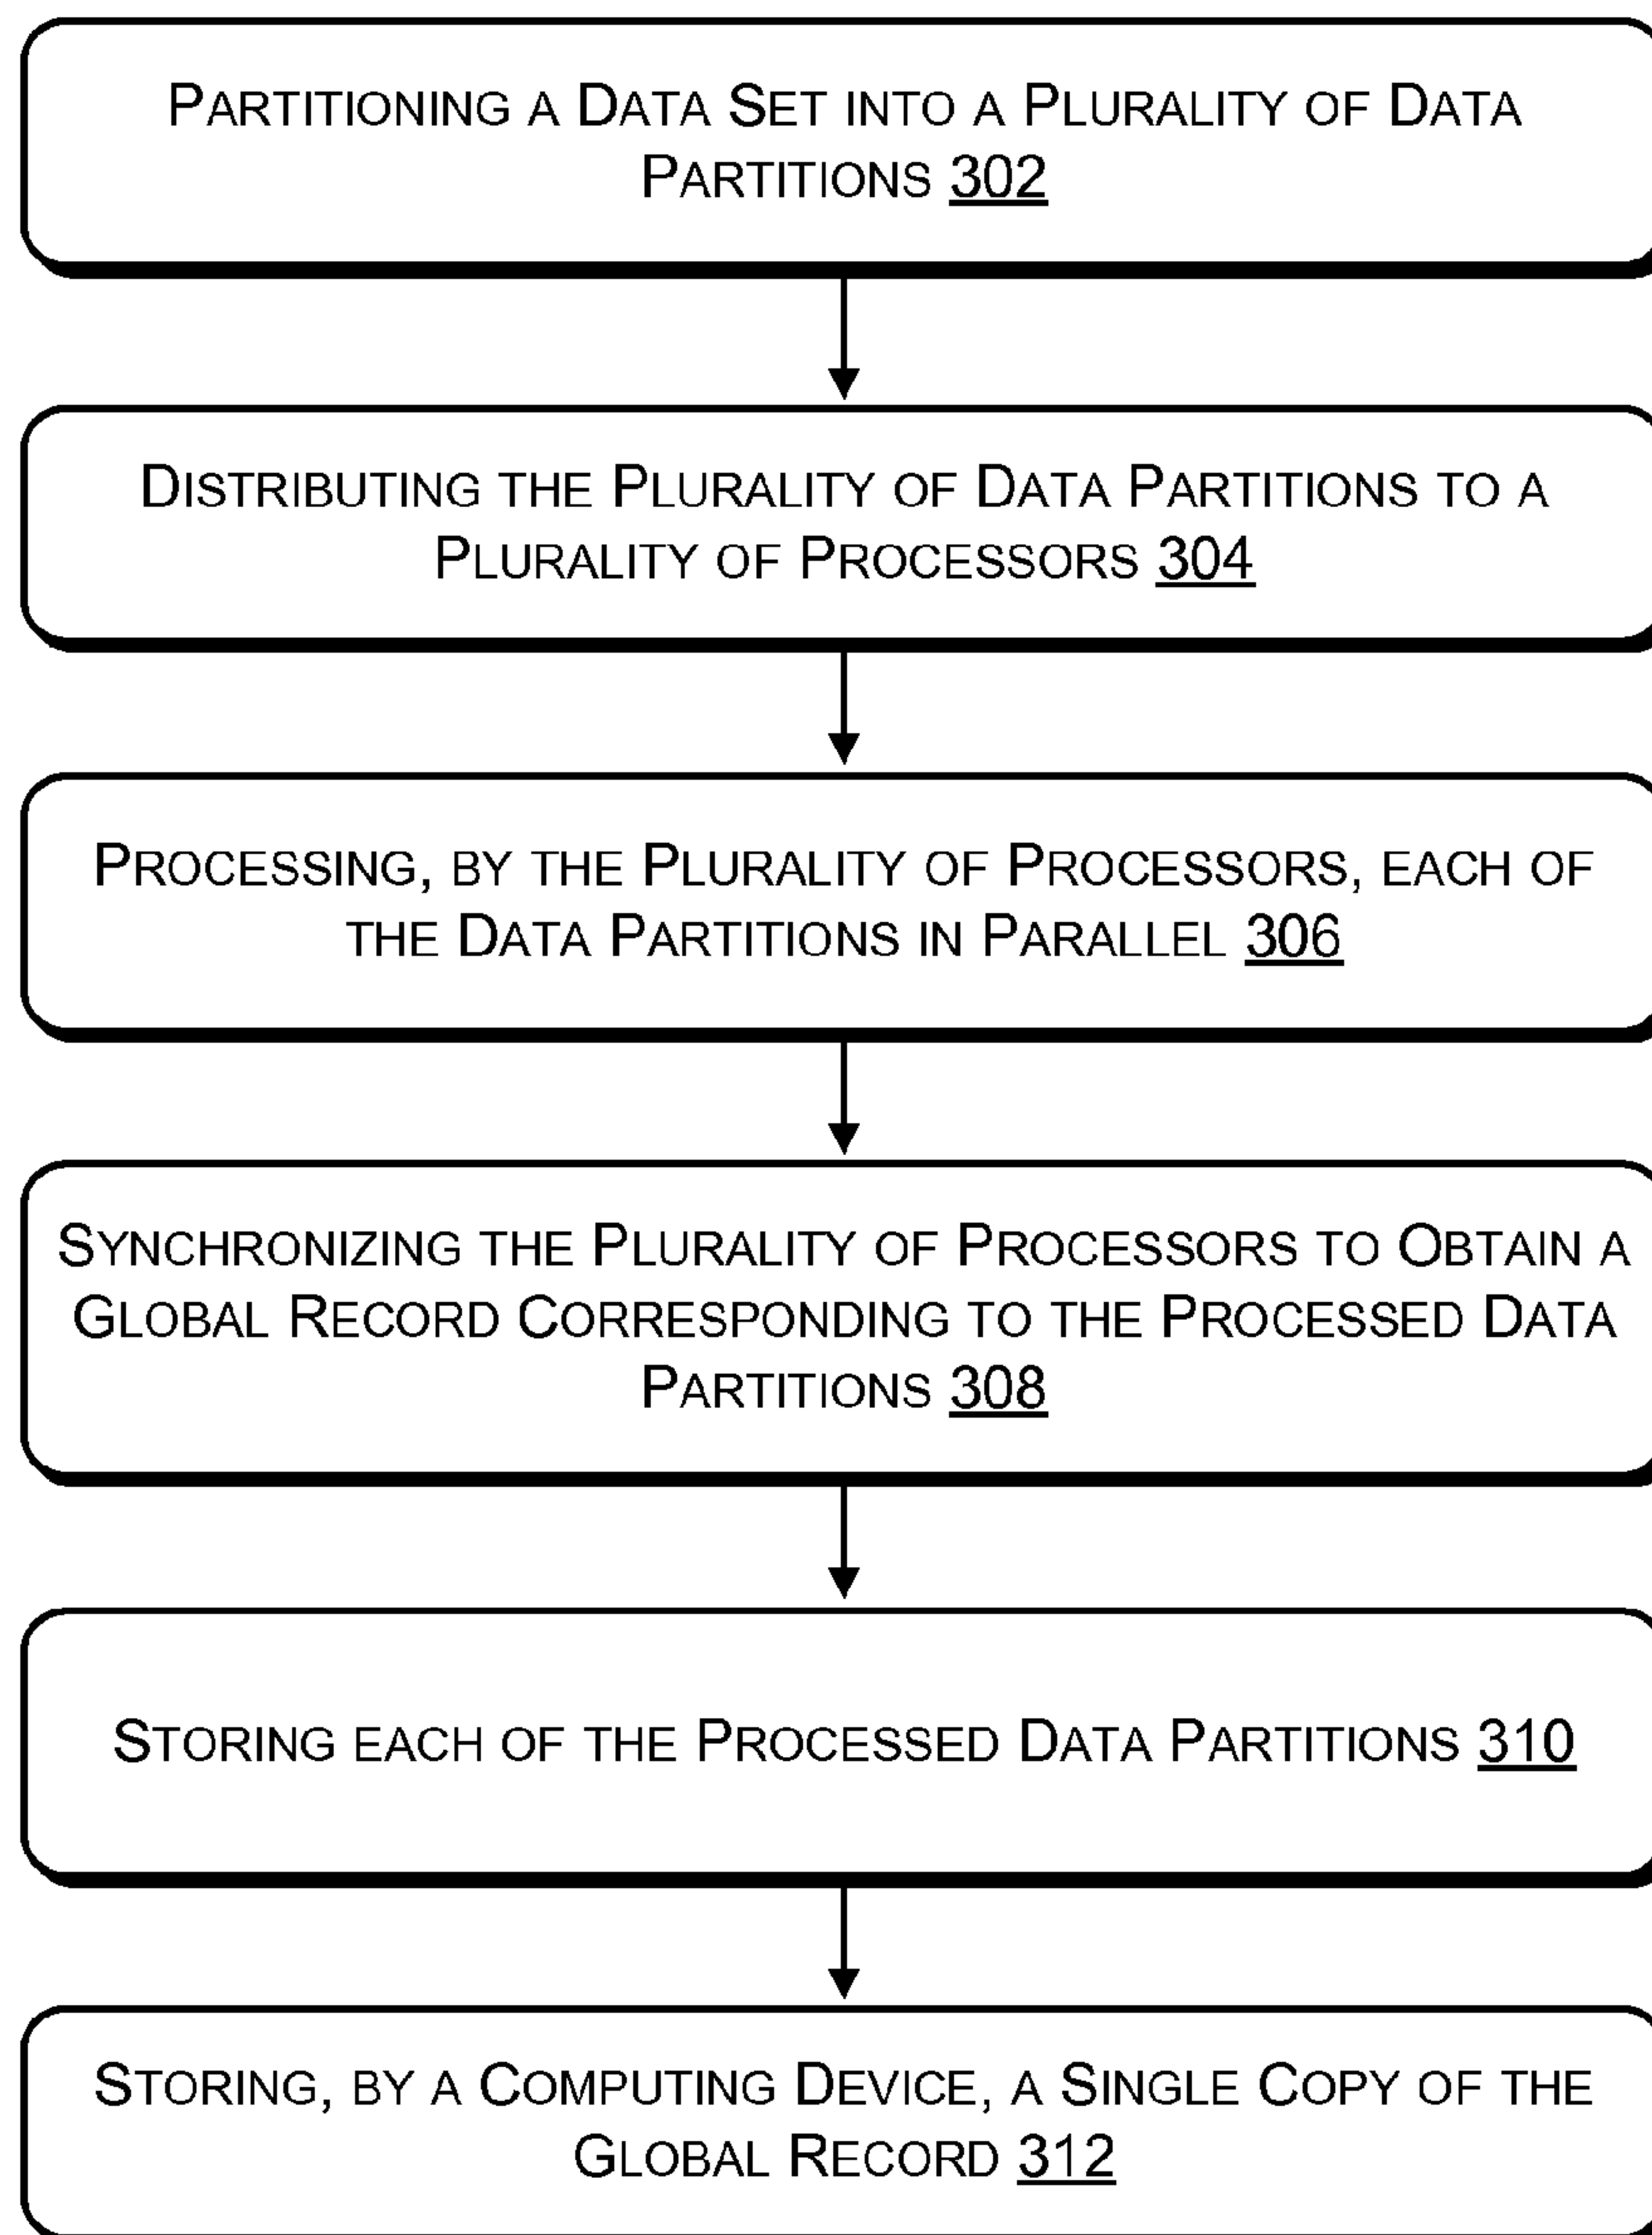 Partitioning a Data Set into a Plurality of Data
Partitions 302
Distributing the Plurality of Data Partitions to a
Plurality of Processors 304
Processing, by the Plurality of Processors, each of
the Data Partitions in Parallel 306
Synchronizing the Plurality of Processors to Obtain a
Global Record Corresponding to the Processed Data
Partitions 308
Storing each of the Processed Data Partitions 310
Storing, by a Computing Device, a Single Copy of the
Global Record 312